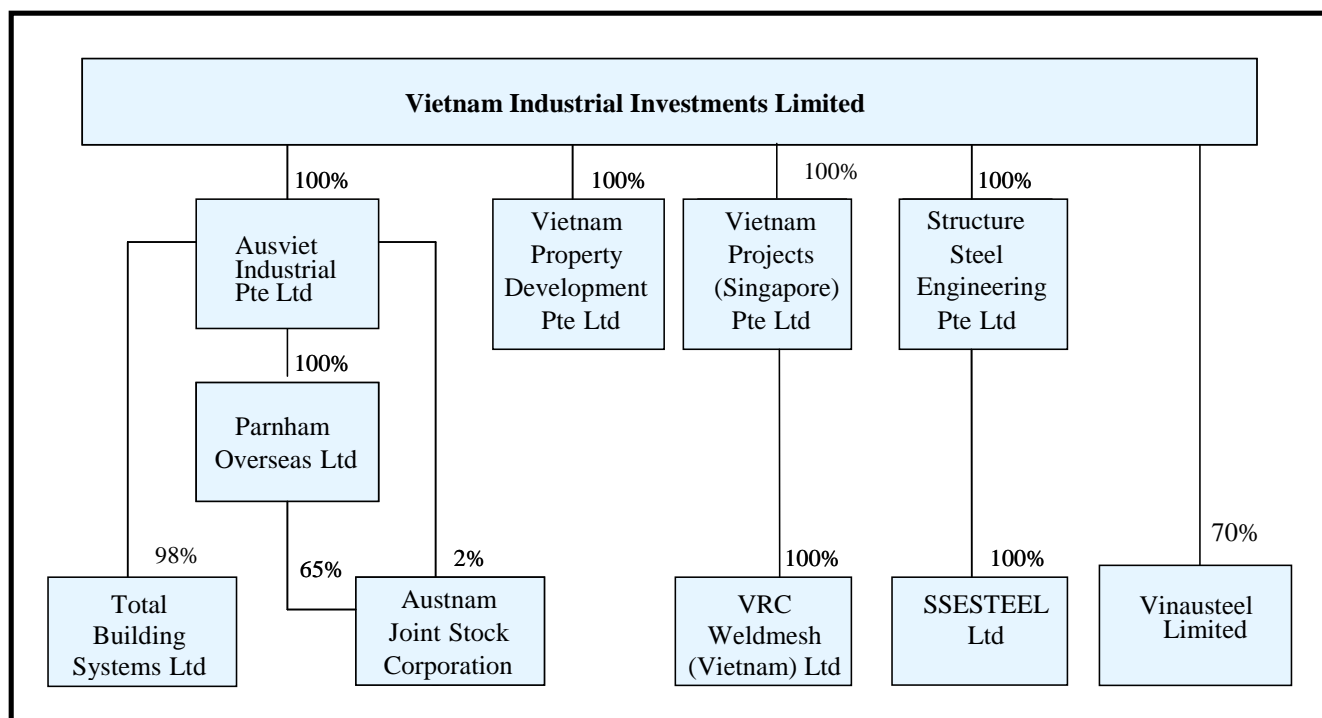 Vietnam Industrial Investments Limited
100%
100%
100%
100%
Ausviet
Industrial
Pte Ltd
Vietnam
Property
Development
Pte Ltd
Vietnam
Projects
(Singapore)
Pte Ltd
Structure
Steel
Engineering
Pte Ltd
100%
Parnham
Overseas Ltd
98%
65%
2%
100%
100%
70%
Total
Building
Systems Ltd
Austnam
Joint Stock
Corporation
VRC
Weldmesh
(Vietnam) Ltd
SSESTEEL
Ltd
Vinausteel
Limited